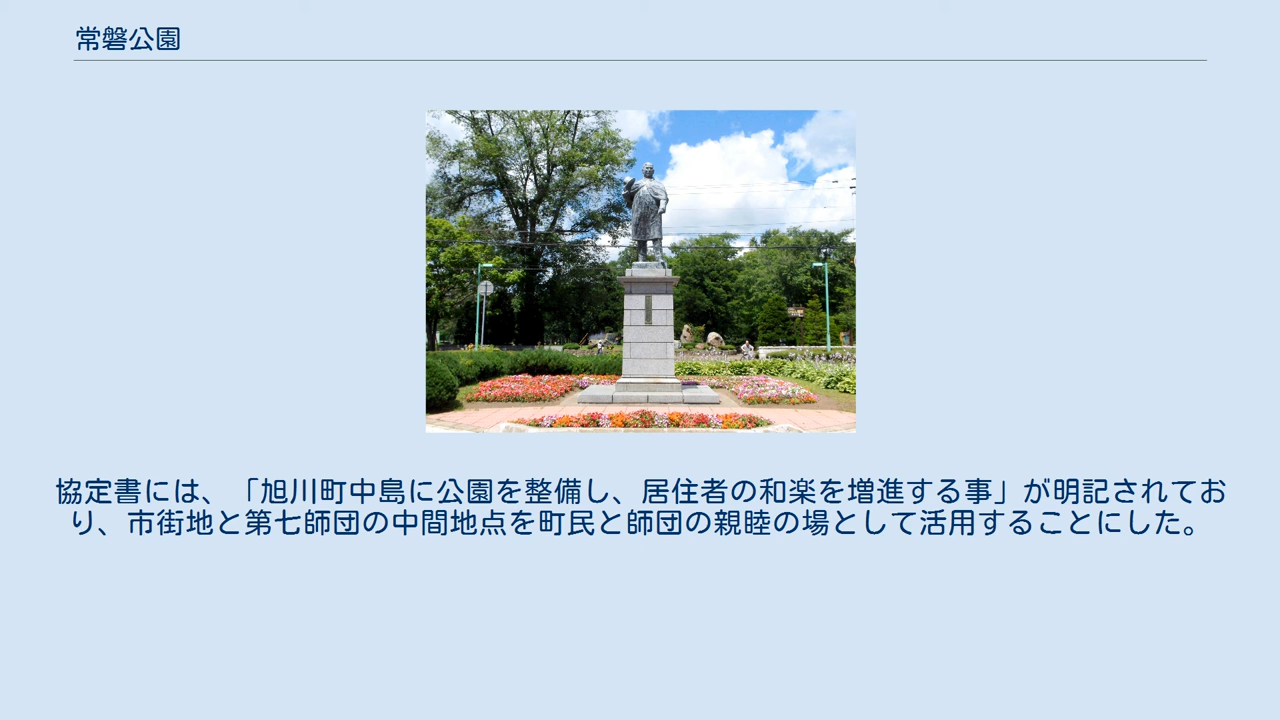 常磐公園
協定書には、「旭川町中島に公園を整備し、居住者の和楽を増進する事」が明記されてお
り、市街地と第七師団の中間地点を町民と師団の親睦の場として活用することにした。